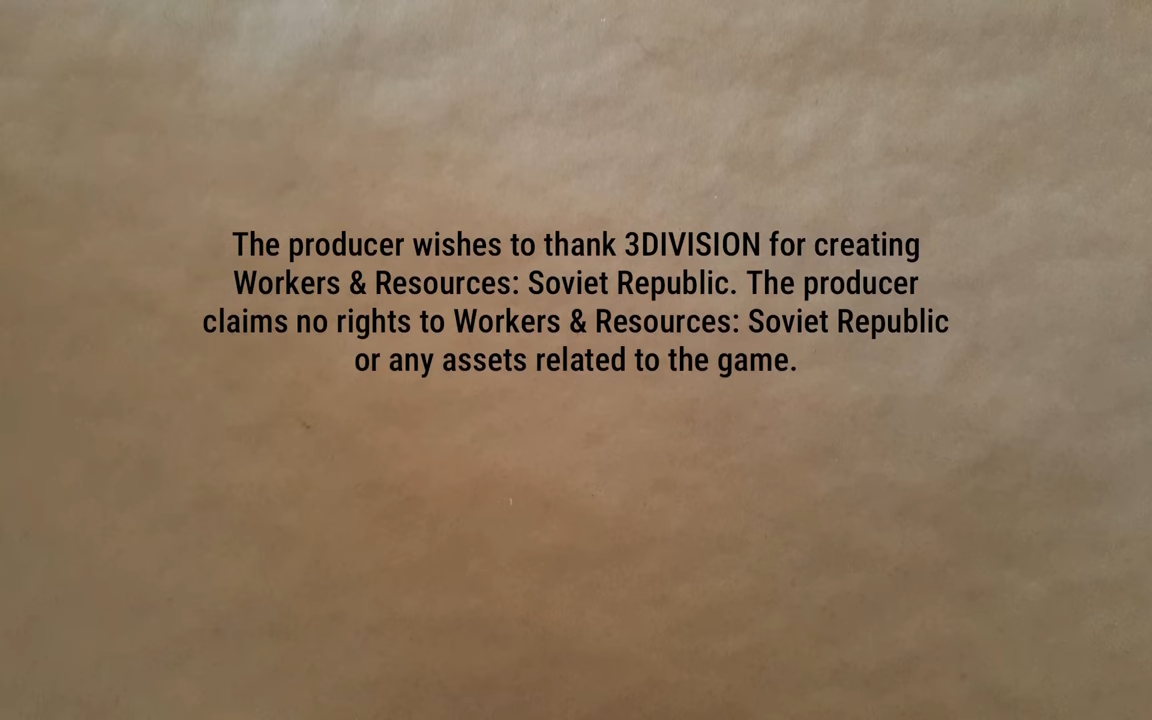 The producer wishes to thank 3DIVISION for creating
Workers & Resources: Soviet Republic. The producer
claims no rights to Workers & Resources: Soviet Republic
or any assets related to the game.